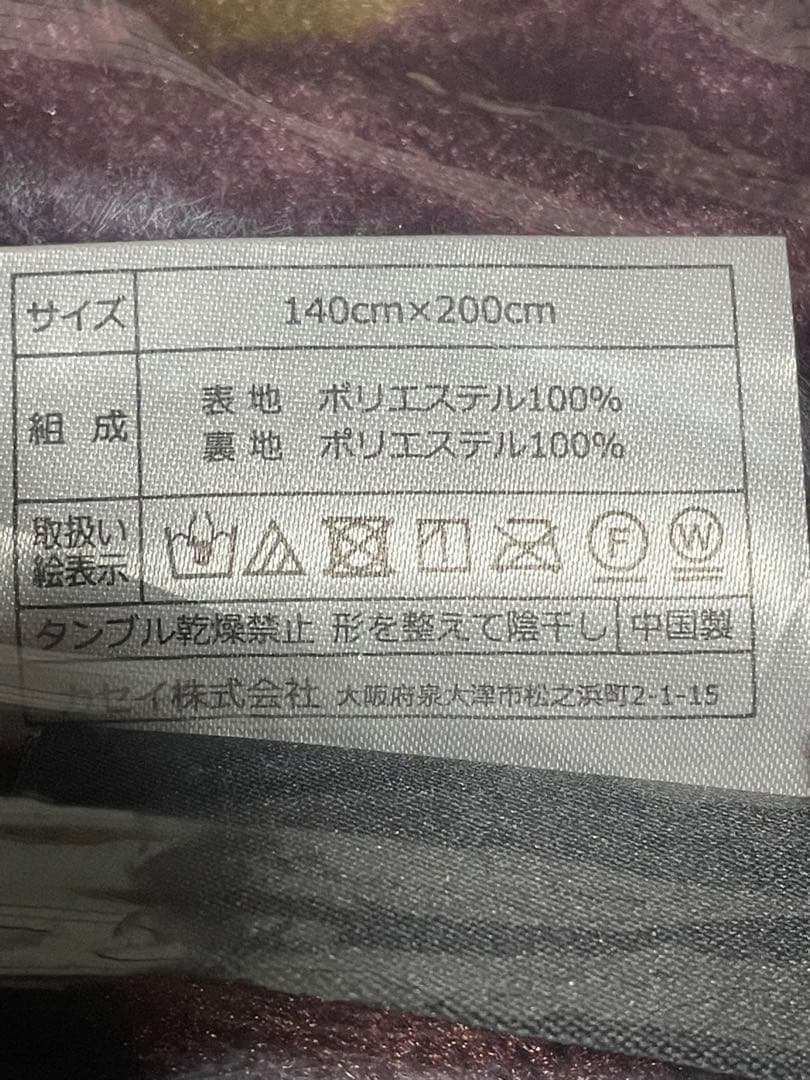 サイズ 140cm×200cm
組成 表地 ポリエステル100%
裏地 ポリエステル100%
取扱い
絵表示 F W
タンブル乾燥禁止 形を整えて陰干し 中国製
カセイ株式会社 大阪府泉大津市松之浜町2-1-15